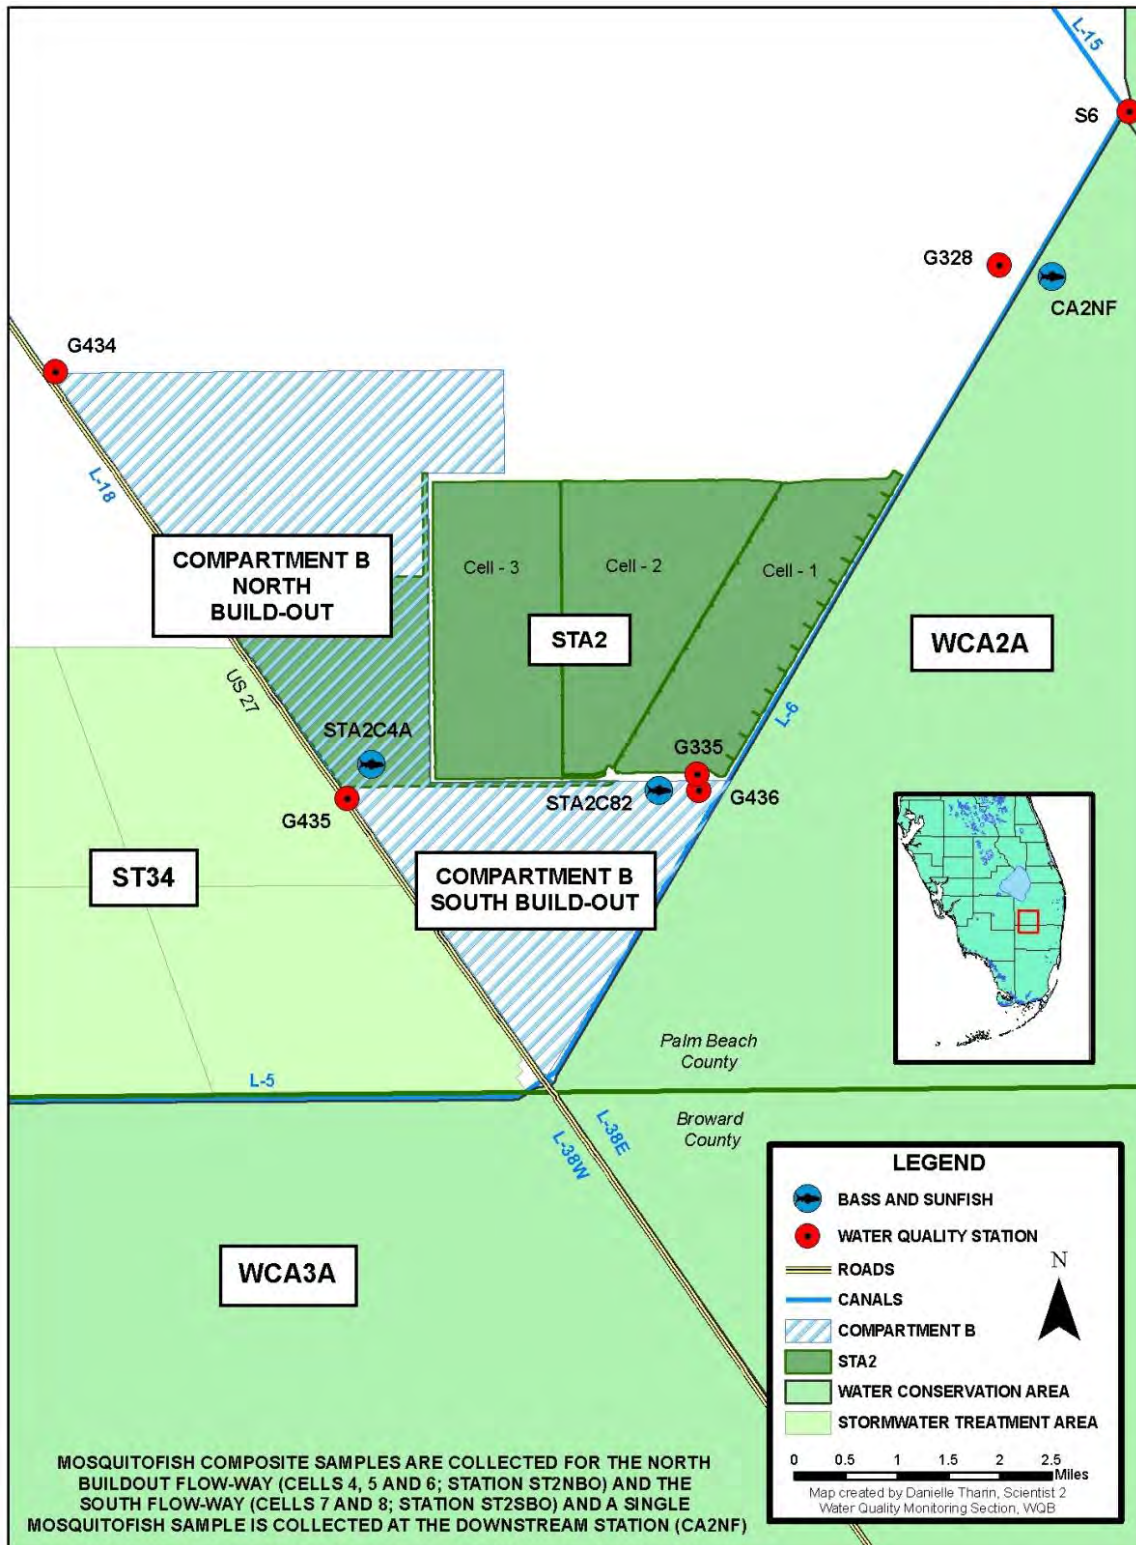 L-15
S6
G328
CA2NF
G434
L-18
COMPARTMENT B
NORTH
BUILD-OUT
Cell - 3
Cell - 2
Cell - 1
STA2
WCA2A
US 27
L-6
STA2C4A
G335
STA2C82
G436
G435
ST34
COMPARTMENT B
SOUTH BUILD-OUT
Palm Beach
County
L-5
Broward
County
L-38E
L-38W
WCA3A
LEGEND
BASS AND SUNFISH
WATER QUALITY STATION
N
ROADS
CANALS
COMPARTMENT B
STA2
WATER CONSERVATION AREA
STORMWATER TREATMENT AREA
0 0.5 1 1.5 2 2.5
Miles
Map created by Danielle Tharin, Scientist 2
Water Quality Monitoring Section, WQB
MOSQUITOFISH COMPOSITE SAMPLES ARE COLLECTED FOR THE NORTH
BUILDOUT FLOW-WAY (CELLS 4, 5 AND 6; STATION ST2NBO) AND THE
SOUTH FLOW-WAY (CELLS 7 AND 8; STATION ST2SBO) AND A SINGLE
MOSQUITOFISH SAMPLE IS COLLECTED AT THE DOWNSTREAM STATION (CA2NF)